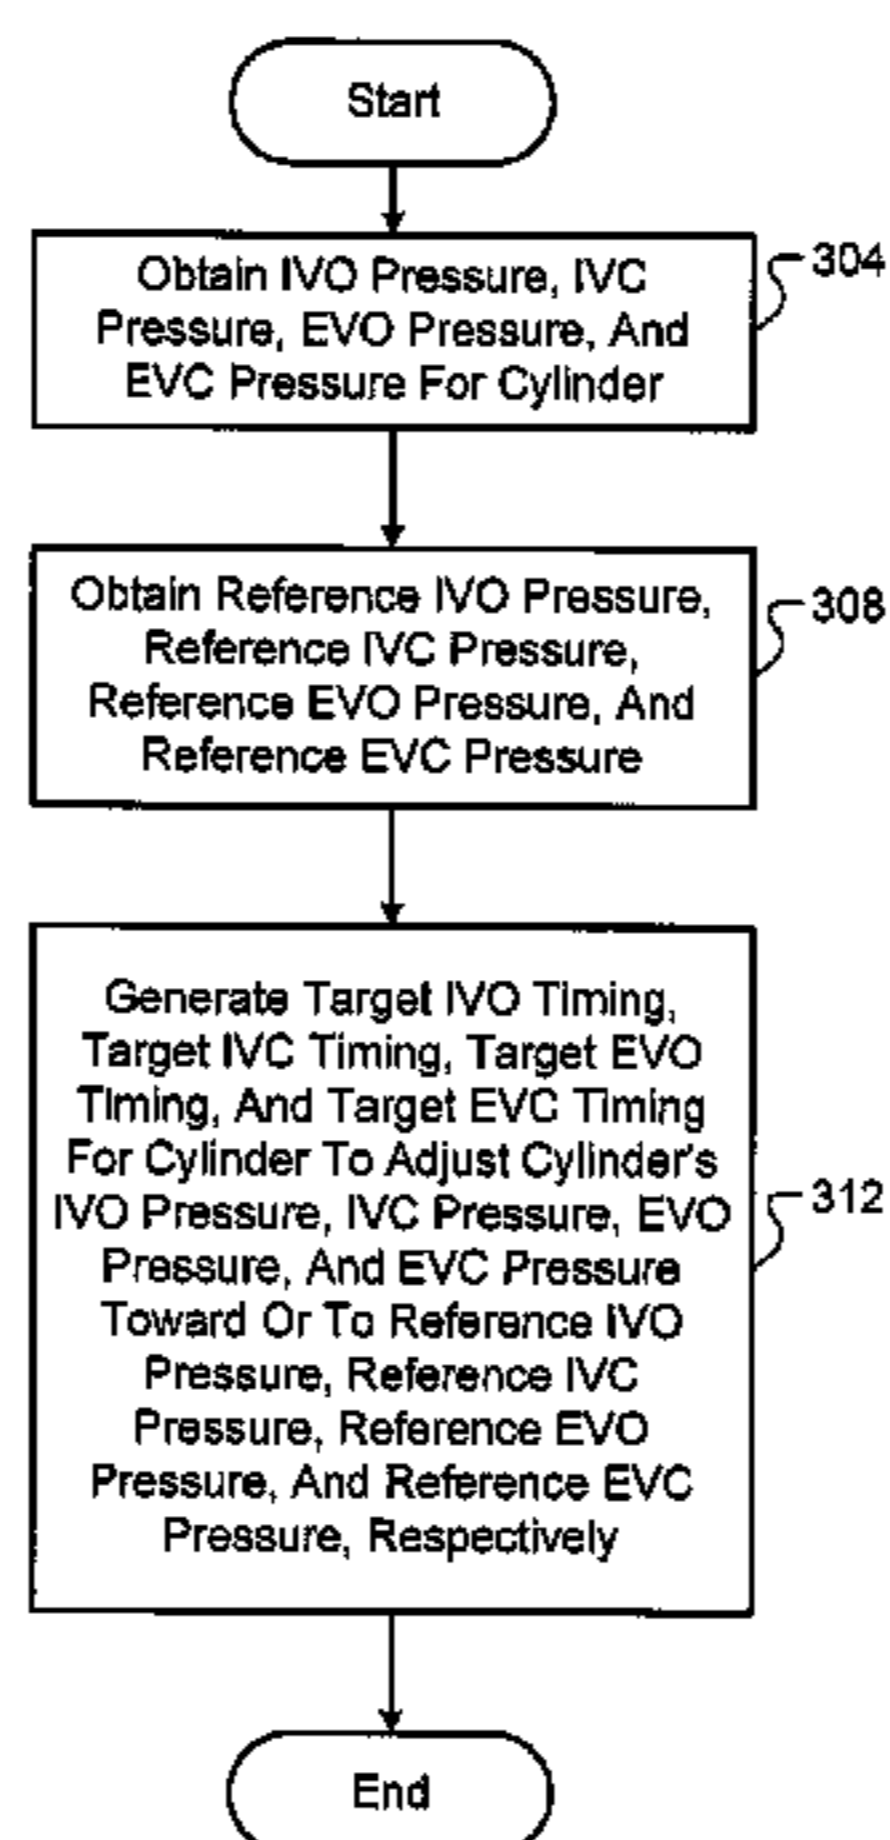 Start
Obtain IVO Pressure, IVC
Pressure, EVO Pressure, And
EVC Pressure For Cylinder
304
Obtain Reference IVO Pressure,
Reference IVC Pressure,
Reference EVO Pressure, And
Reference EVC Pressure
308
Generate Target IVO Timing,
Target IVC Timing, Target EVO
Timing, And Target EVC Timing
For Cylinder To Adjust Cylinder's
IVO Pressure, IVC Pressure, EVO
Pressure, And EVC Pressure
Toward Or To Reference IVO
Pressure, Reference IVC
Pressure, Reference EVO
Pressure, And Reference EVC
Pressure, Respectively
312
End